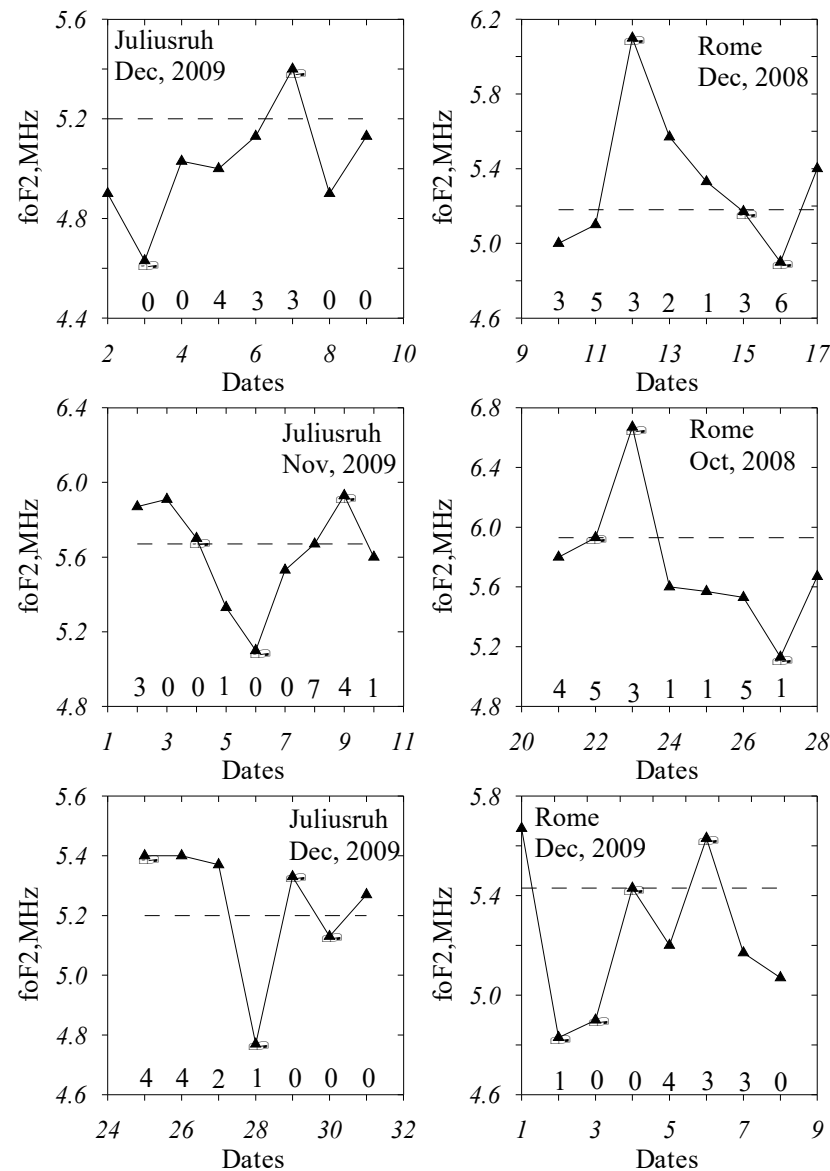 5.6
5.2
4.8
4.4
foF2,MHz
Juliusruh
Dec, 2009
0 0 4 3 3 0 0
2 4 6 8 10
Dates
6.2
5.8
5.4
5.0
4.6
foF2,MHz
Rome
Dec, 2008
3 5 3 2 1 3 6
9 11 13 15 17
Dates
6.4
6.0
5.6
5.2
4.8
foF2,MHz
Juliusruh
Nov, 2009
3 0 0 1 0 0 7 4 1
1 3 5 7 9 11
Dates
6.8
6.4
6.0
5.6
5.2
4.8
foF2,MHz
Rome
Oct, 2008
4 5 3 1 1 5 1
20 22 24 26 28
Dates
5.6
5.4
5.2
5.0
4.8
4.6
foF2,MHz
Juliusruh
Dec, 2009
4 4 2 1 0 0 0
24 26 28 30 32
Dates
5.8
5.4
5.0
4.6
foF2,MHz
Rome
Dec, 2009
1 0 0 4 3 3 0
1 3 5 7 9
Dates